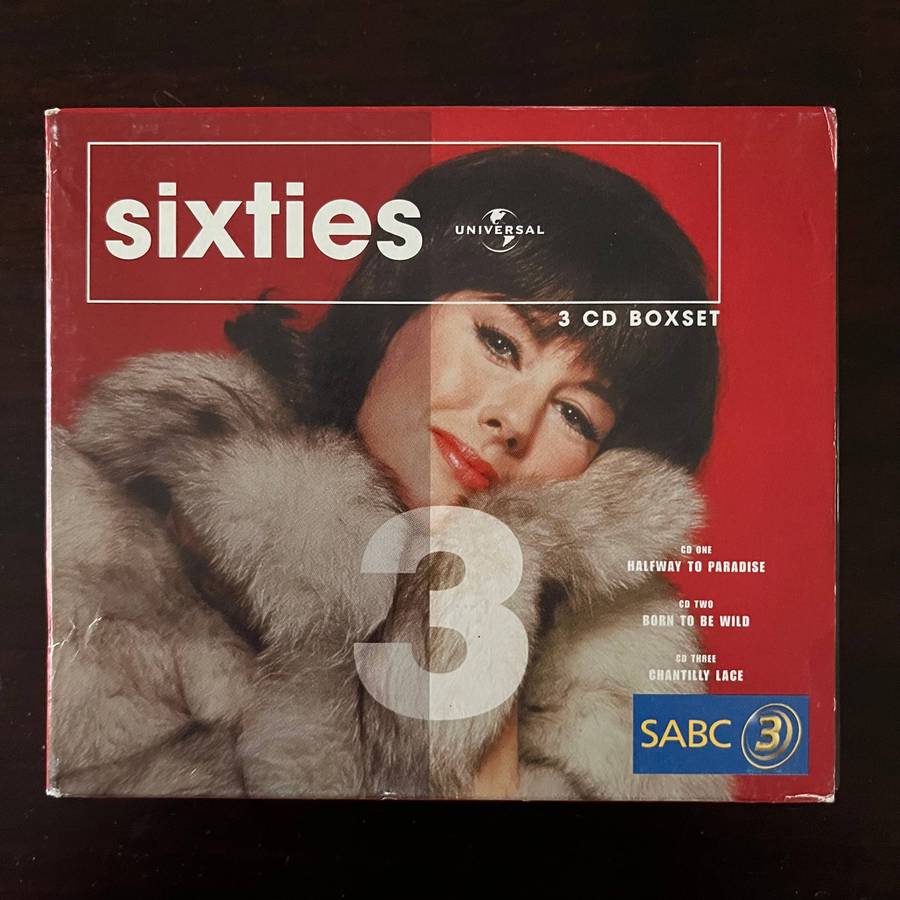 sixties
UNIVERSAL
3 CD BOXSET
3
CD ONE
HALFWAY TO PARADISE
CD TWO
BORN TO BE WILD
CD THREE
CHANTILLY LACE
SABC 3